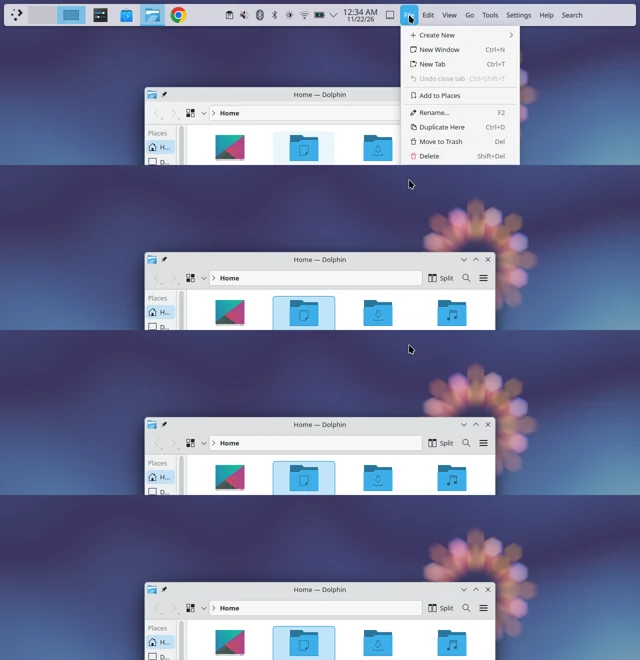 12:34 AM
11/22/26
File Edit View Go Tools Settings Help Search
Create New
New Window Ctrl+N
New Tab Ctrl+T
Undo close tab Ctrl+Shift+T
Add to Places
Rename... F2
Duplicate Here Ctrl+D
Move to Trash Del
Delete Shift+Del
Home — Dolphin
Home
Places
H...
D...
Home — Dolphin
Home Split
Places
H...
D...
Home — Dolphin
Home Split
Places
H...
D...
Home — Dolphin
Home Split
Places
H...
D...